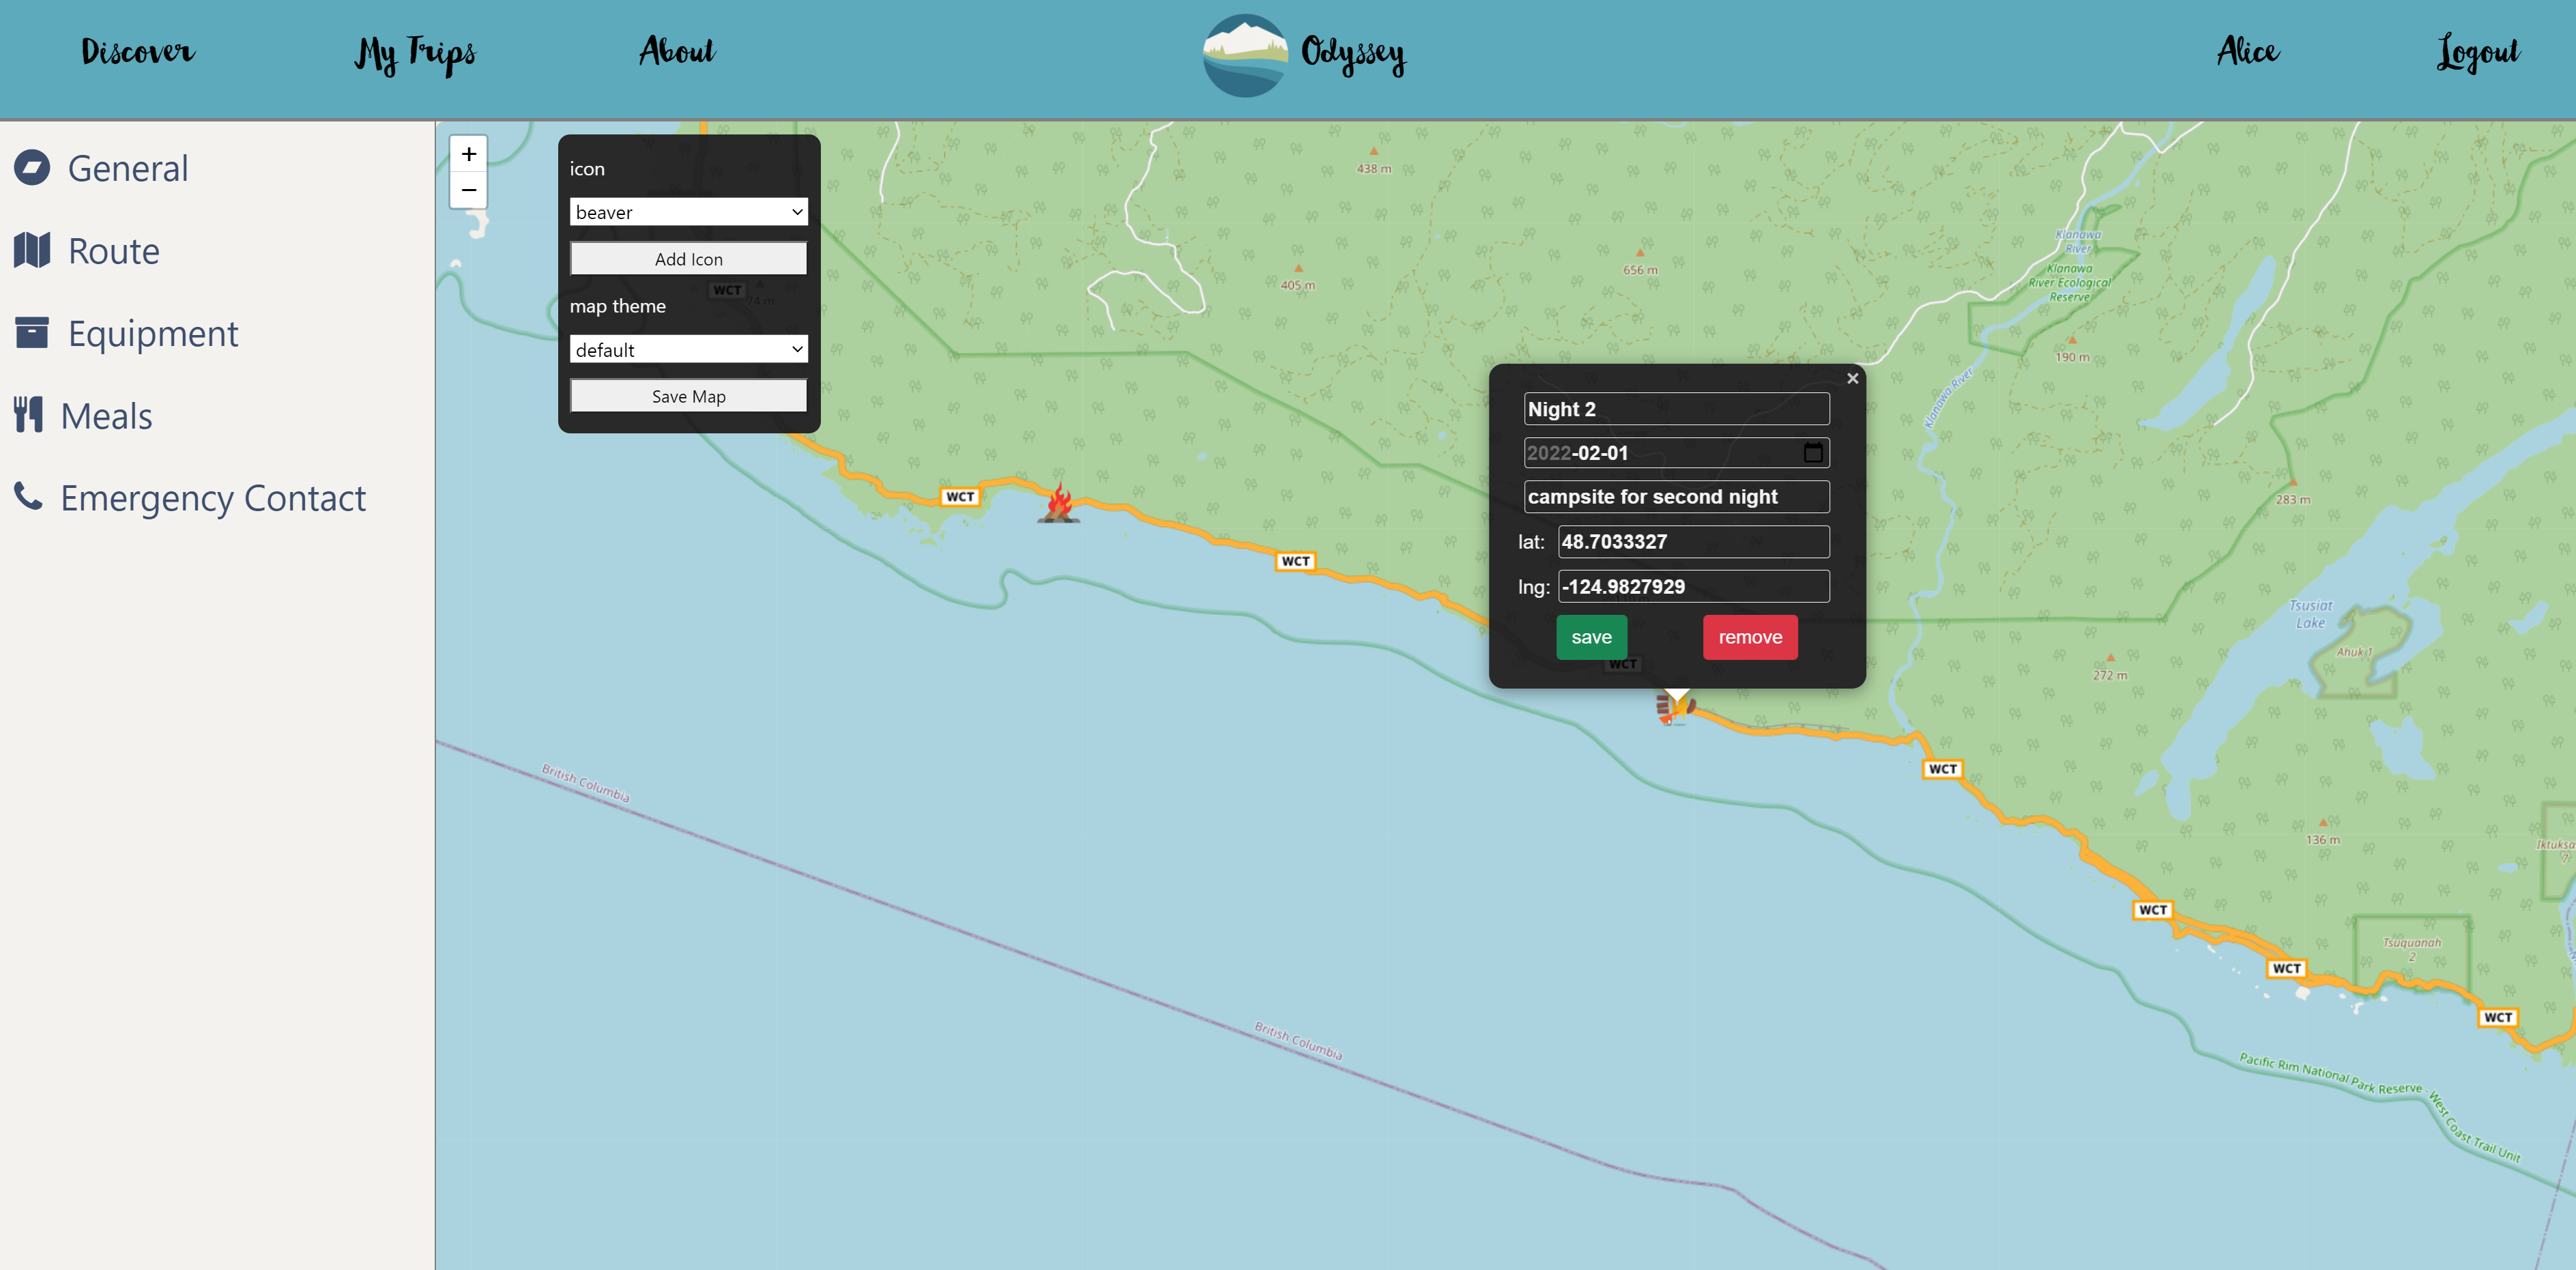 Discover
My Trips
About
Odyssey
Alice
Logout
General
Route
Equipment
Meals
Emergency Contact
+
−
icon
beaver
Add Icon
map theme
default
Save Map
WCT
74 m
438 m
405 m
656 m
Klanawa
River
Klanawa
River Ecological
Reserve
190 m
Klanawa River
283 m
×
Night 2
2022-02-01
campsite for second night
lat: 48.7033327
lng: -124.9827929
save
remove
WCT
WCT
WCT
Tsusiat
Lake
Ahuk 1
272 m
WCT
136 m
WCT
WCT
Tsuquanah
2
WCT
British Columbia
British Columbia
Pacific Rim National Park Reserve - West Coast Trail Unit